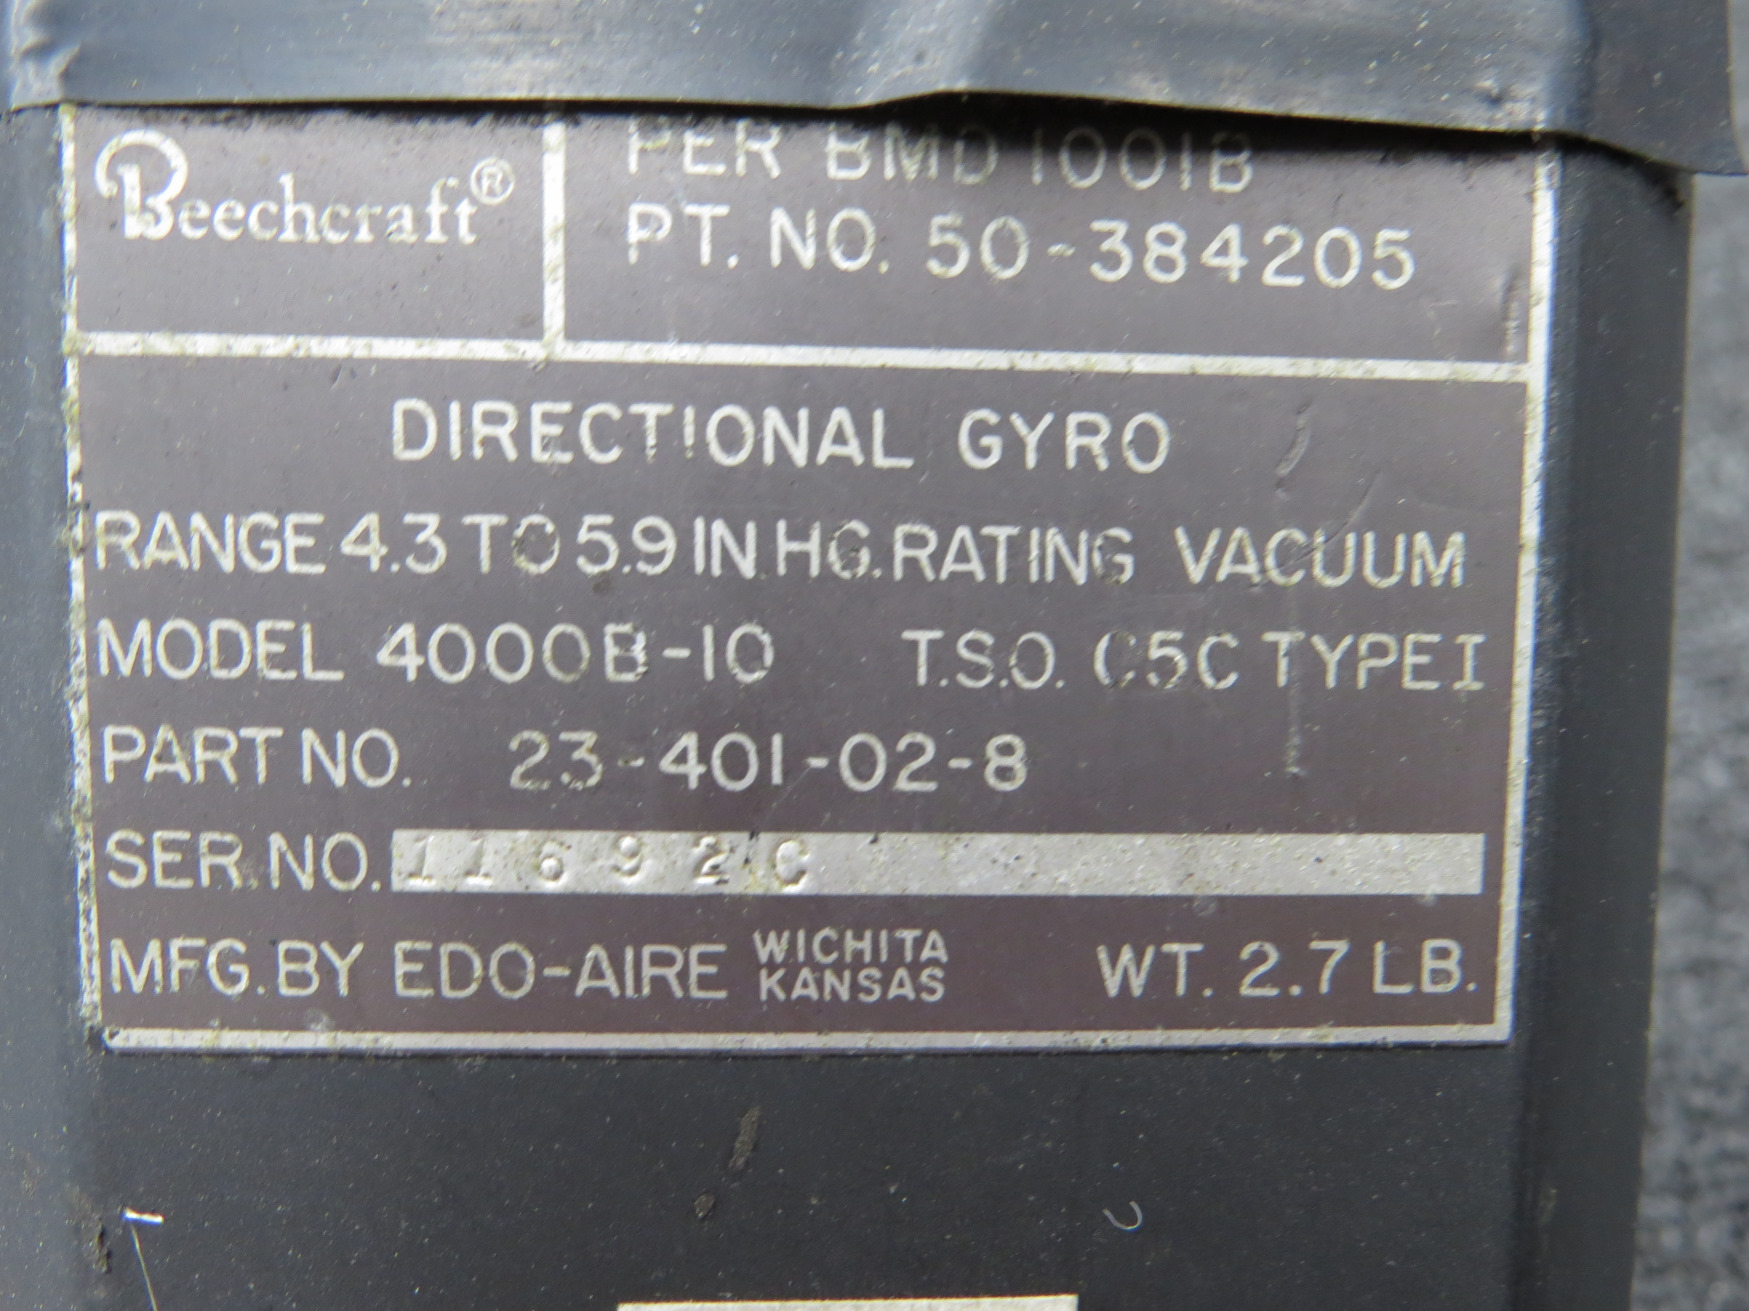 Beechcraft®
PER BMD 1001B
PT. NO. 50-384205
DIRECTIONAL GYRO
RANGE 4.3 TO 5.9 IN. HG. RATING VACUUM
MODEL 4000B-10 T.S.O. C5C TYPE I
PART NO. 23-401-02-8
SER. NO. 11692C
MFG. BY EDO-AIRE WICHITA KANSAS WT. 2.7 LB.